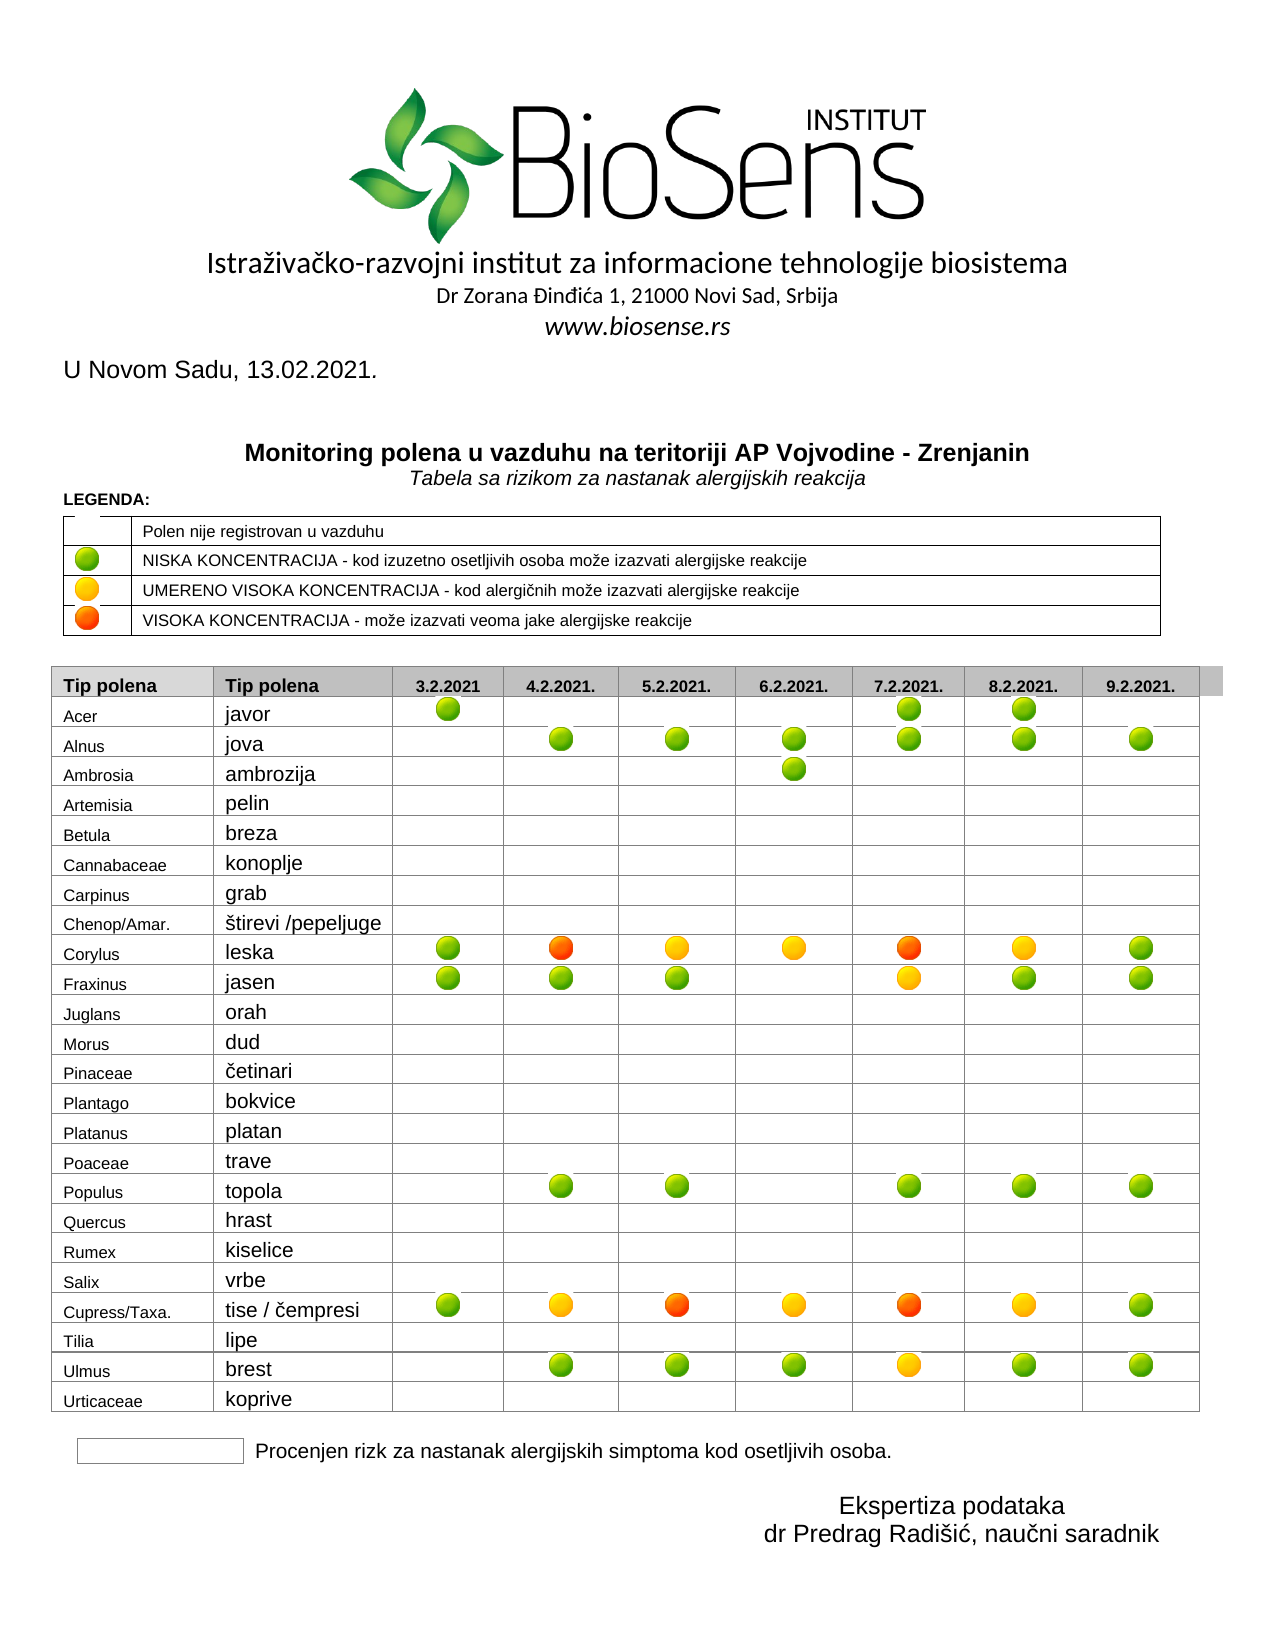 INSTITUT
BioSens
Istraživačko-razvojni institut za informacione tehnologije biosistema
Dr Zorana Đinđića 1, 21000 Novi Sad, Srbija
www.biosense.rs
U Novom Sadu, 13.02.2021.
Monitoring polena u vazduhu na teritoriji AP Vojvodine - Zrenjanin
Tabela sa rizikom za nastanak alergijskih reakcija
LEGENDA:
Polen nije registrovan u vazduhu
NISKA KONCENTRACIJA - kod izuzetno osetljivih osoba može izazvati alergijske reakcije
UMERENO VISOKA KONCENTRACIJA - kod alergičnih može izazvati alergijske reakcije
VISOKA KONCENTRACIJA - može izazvati veoma jake alergijske reakcije
Tip polena Tip polena 3.2.2021 4.2.2021. 5.2.2021. 6.2.2021. 7.2.2021. 8.2.2021. 9.2.2021.
Acer javor
Alnus jova
Ambrosia ambrozija
Artemisia pelin
Betula breza
Cannabaceae konoplje
Carpinus grab
Chenop/Amar. štirevi /pepeljuge
Corylus leska
Fraxinus jasen
Juglans orah
Morus dud
Pinaceae četinari
Plantago bokvice
Platanus platan
Poaceae trave
Populus topola
Quercus hrast
Rumex kiselice
Salix vrbe
Cupress/Taxa. tise / čempresi
Tilia lipe
Ulmus brest
Urticaceae koprive
Procenjen rizk za nastanak alergijskih simptoma kod osetljivih osoba.
Ekspertiza podataka
dr Predrag Radišić, naučni saradnik